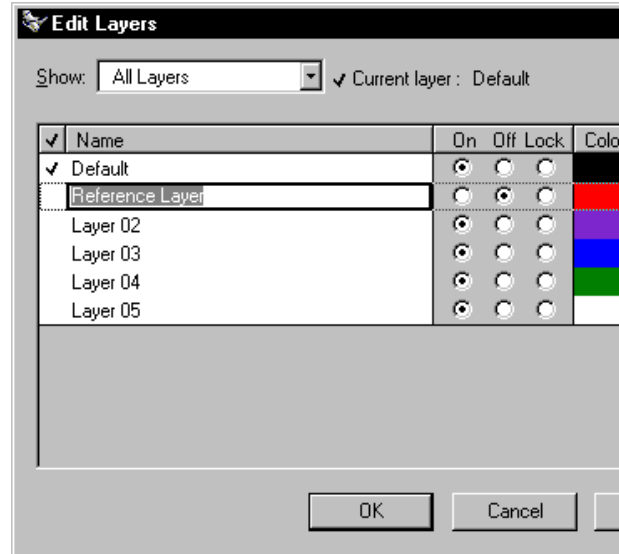 Edit Layers
Show: All Layers Current layer : Default
Name On Off Lock Colo
Default
Reference Layer
Layer 02
Layer 03
Layer 04
Layer 05
OK Cancel